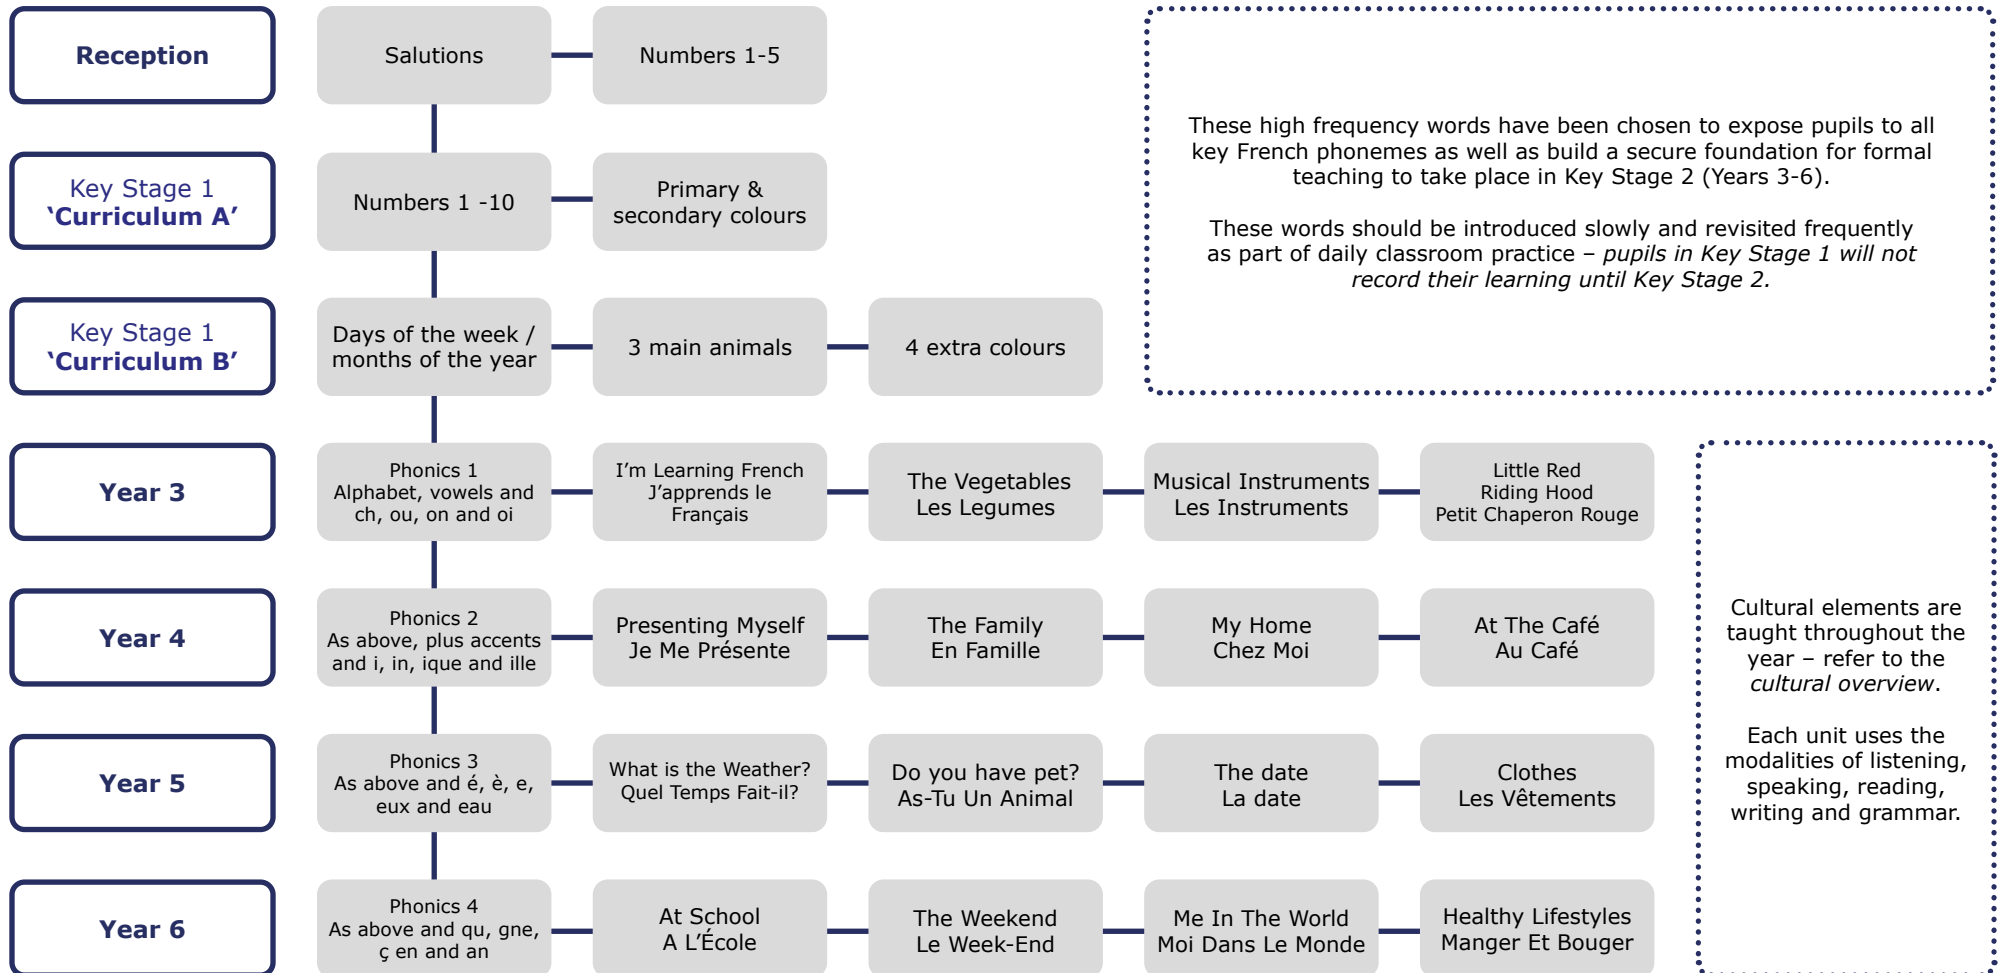 Reception
Salutions
Numbers 1-5
These high frequency words have been chosen to expose pupils to all
key French phonemes as well as build a secure foundation for formal
teaching to take place in Key Stage 2 (Years 3-6).
These words should be introduced slowly and revisited frequently
as part of daily classroom practice – pupils in Key Stage 1 will not
record their learning until Key Stage 2.
Key Stage 1
‘Curriculum A’
Numbers 1 -10
Primary &
secondary colours
Key Stage 1
‘Curriculum B’
Days of the week /
months of the year
3 main animals
4 extra colours
Year 3
Phonics 1
Alphabet, vowels and
ch, ou, on and oi
I’m Learning French
J’apprends le
Français
The Vegetables
Les Legumes
Musical Instruments
Les Instruments
Little Red
Riding Hood
Petit Chaperon Rouge
Year 4
Phonics 2
As above, plus accents
and i, in, ique and ille
Presenting Myself
Je Me Présente
The Family
En Famille
My Home
Chez Moi
At The Café
Au Café
Cultural elements are
taught throughout the
year – refer to the
cultural overview.
Each unit uses the
modalities of listening,
speaking, reading,
writing and grammar.
Year 5
Phonics 3
As above and é, è, e,
eux and eau
What is the Weather?
Quel Temps Fait-il?
Do you have pet?
As-Tu Un Animal
The date
La date
Clothes
Les Vêtements
Year 6
Phonics 4
As above and qu, gne,
ç en and an
At School
A L’École
The Weekend
Le Week-End
Me In The World
Moi Dans Le Monde
Healthy Lifestyles
Manger Et Bouger